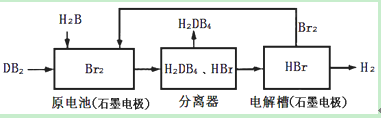 H₂B
H₂DB₄
Br₂
DB₂
Br₂
H₂DB₄、HBr
HBr
H₂
原电池(石墨电极)
分离器
电解槽(石墨电极)